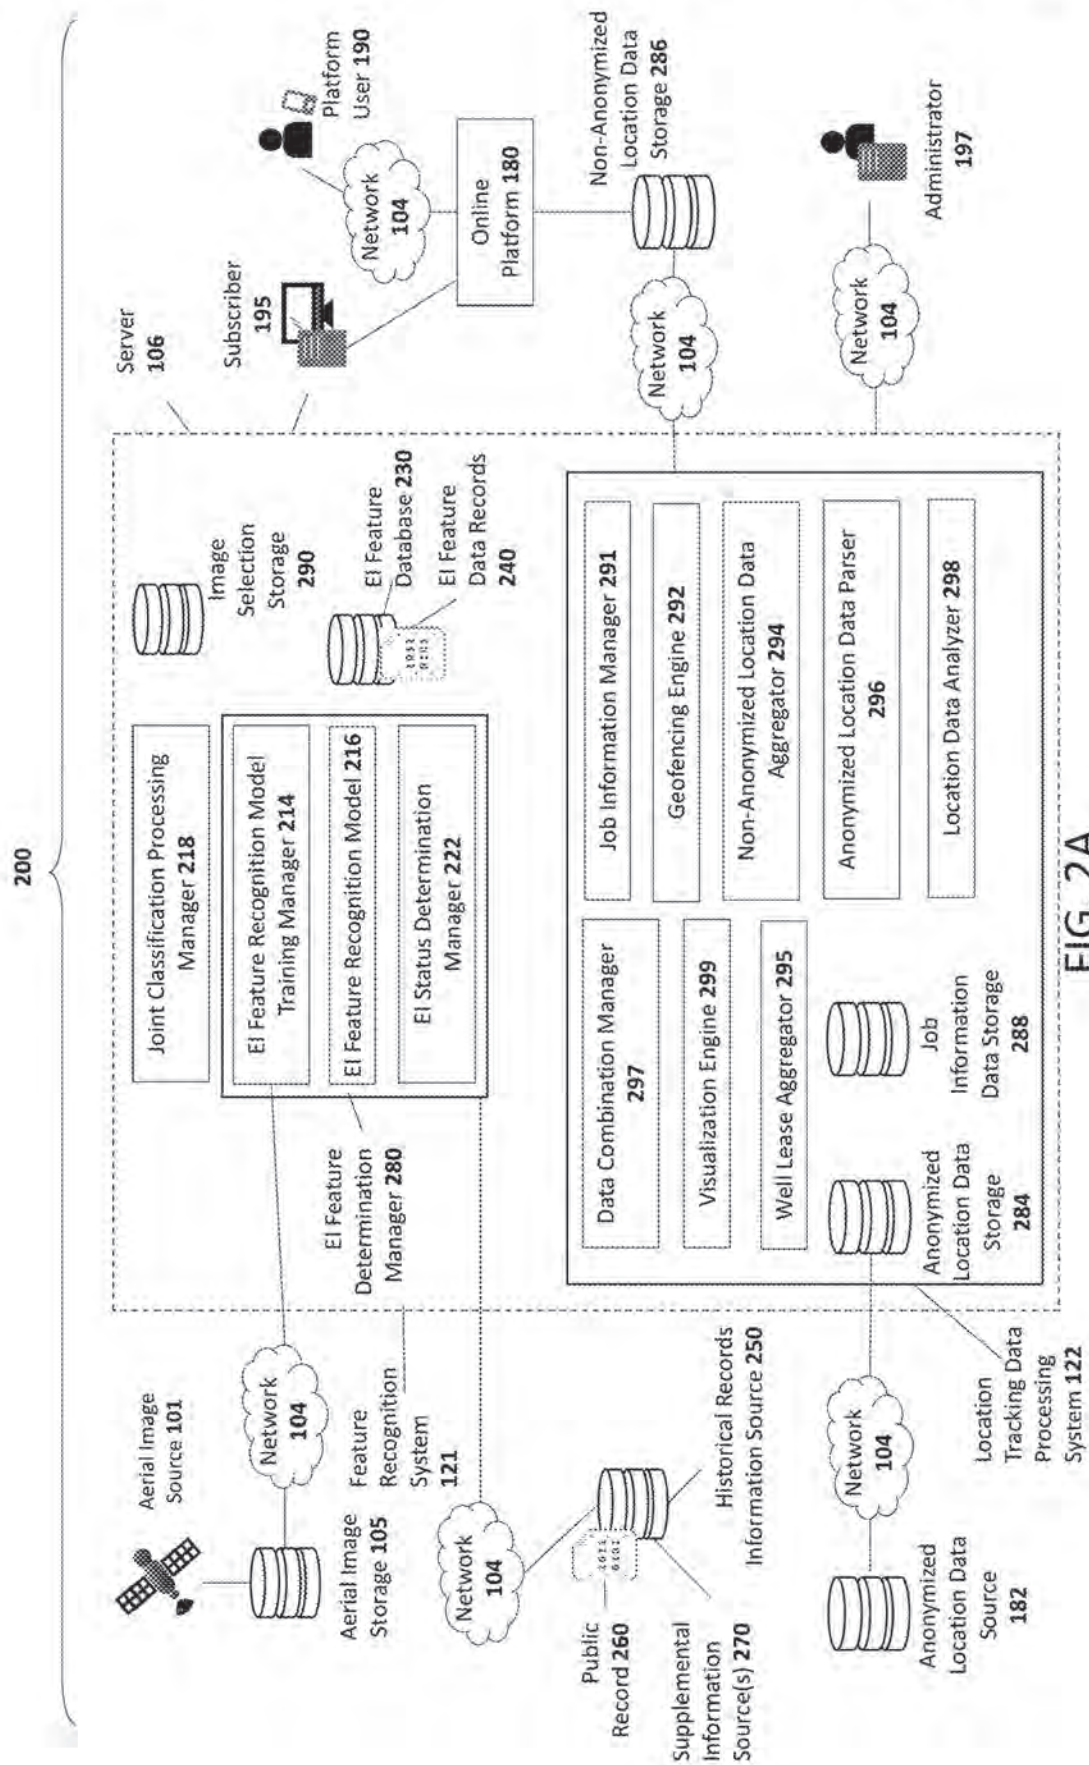 200
Aerial Image
Source 101
Aerial Image
Storage 105
Network
104
Feature
Recognition
System
121
EI Feature
Determination
Manager 280
Joint Classification Processing
Manager 218
EI Feature Recognition Model
Training Manager 214
EI Feature Recognition Model 216
EI Status Determination
Manager 222
Image
Selection
Storage
290
EI Feature
Database 230
EI Feature
Data Records
240
Server
106
Subscriber
195
Network
104
Platform
User 190
Online
Platform 180
Non-Anonymized
Location Data
Storage 286
Network
104
Network
104
Administrator
197
Network
104
Public
Record 260
Supplemental
Information
Source(s) 270
Historical Records
Information Source 250
Anonymized
Location Data
Source
182
Network
104
Location
Tracking Data
Processing
System 122
Data Combination Manager
297
Visualization Engine 299
Well Lease Aggregator 295
Anonymized
Location Data
Storage
284
Job
Information
Data Storage
288
Job Information Manager 291
Geofencing Engine 292
Non-Anonymized Location Data
Aggregator 294
Anonymized Location Data Parser
296
Location Data Analyzer 298
FIG. 2A